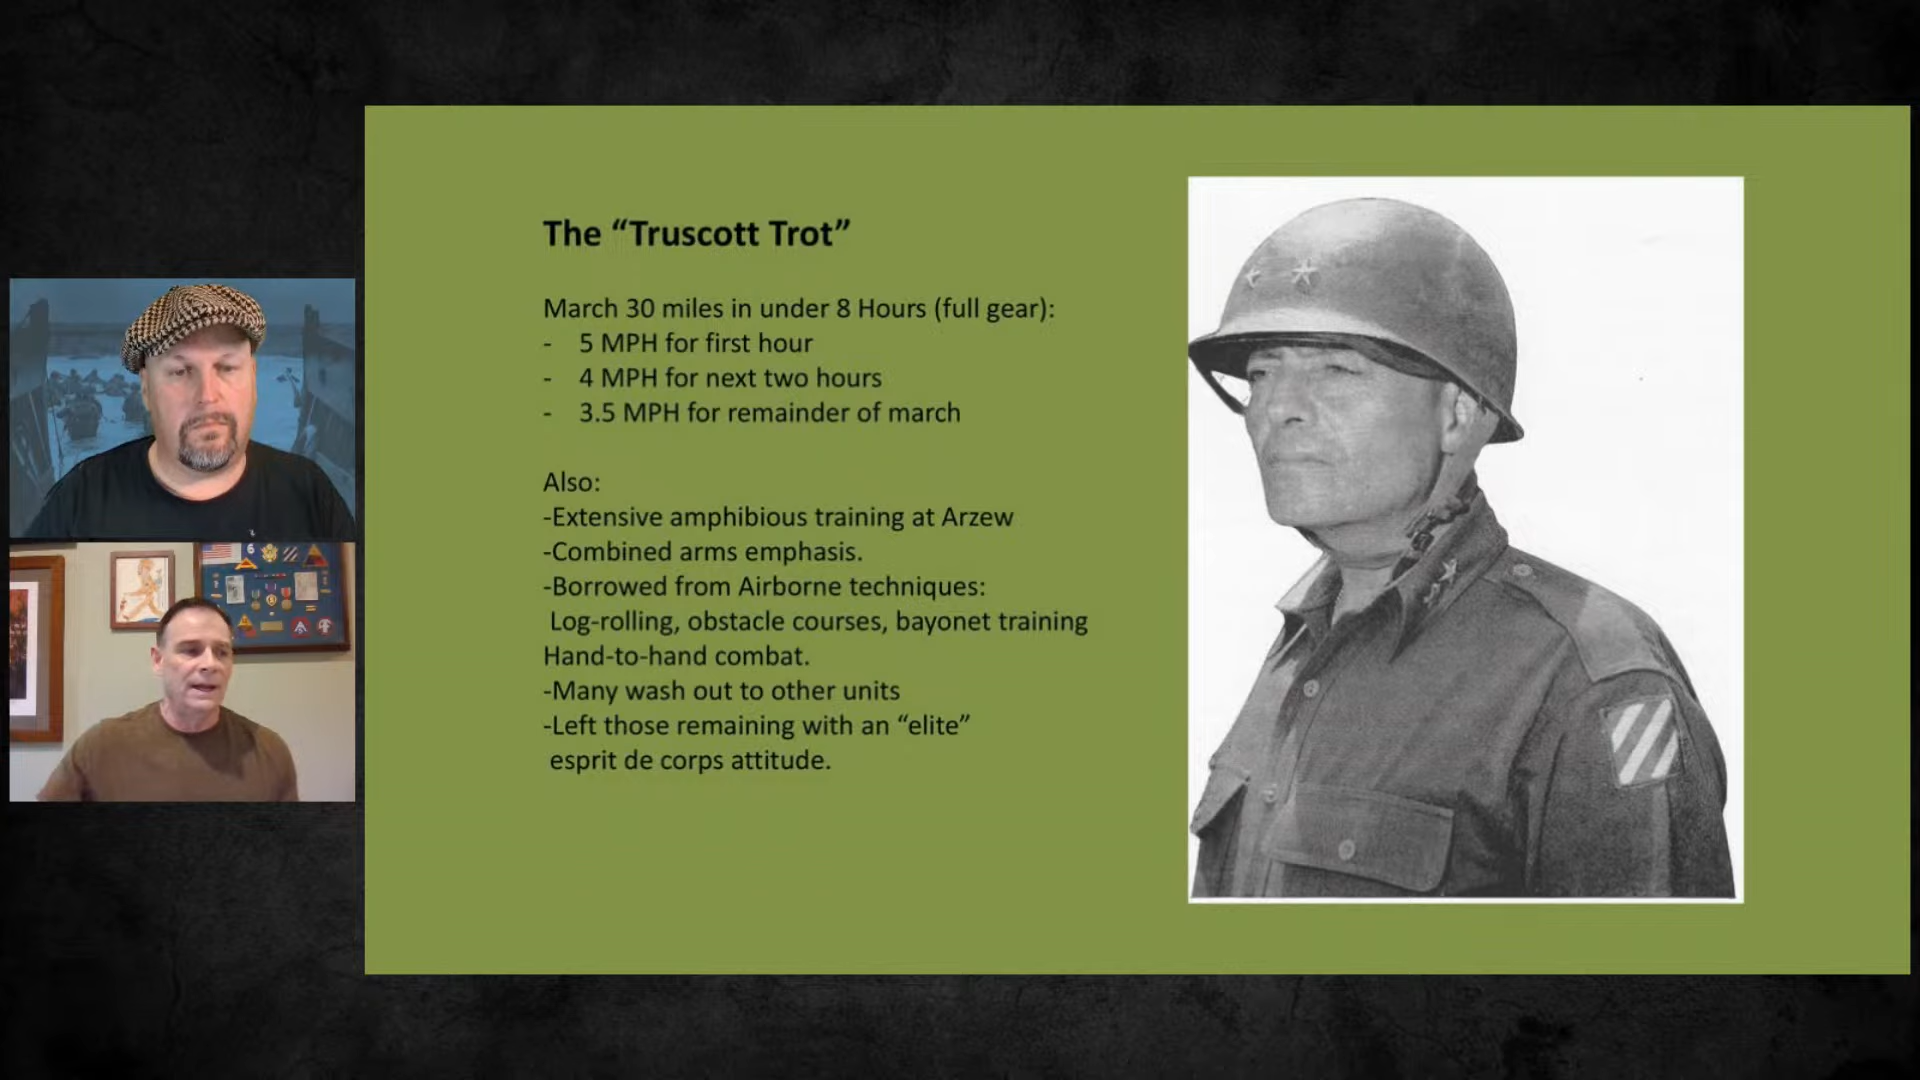 The “Truscott Trot”
March 30 miles in under 8 Hours (full gear):
- 5 MPH for first hour
- 4 MPH for next two hours
- 3.5 MPH for remainder of march
Also:
-Extensive amphibious training at Arzew
-Combined arms emphasis.
-Borrowed from Airborne techniques:
Log-rolling, obstacle courses, bayonet training
Hand-to-hand combat.
-Many wash out to other units
-Left those remaining with an “elite”
esprit de corps attitude.